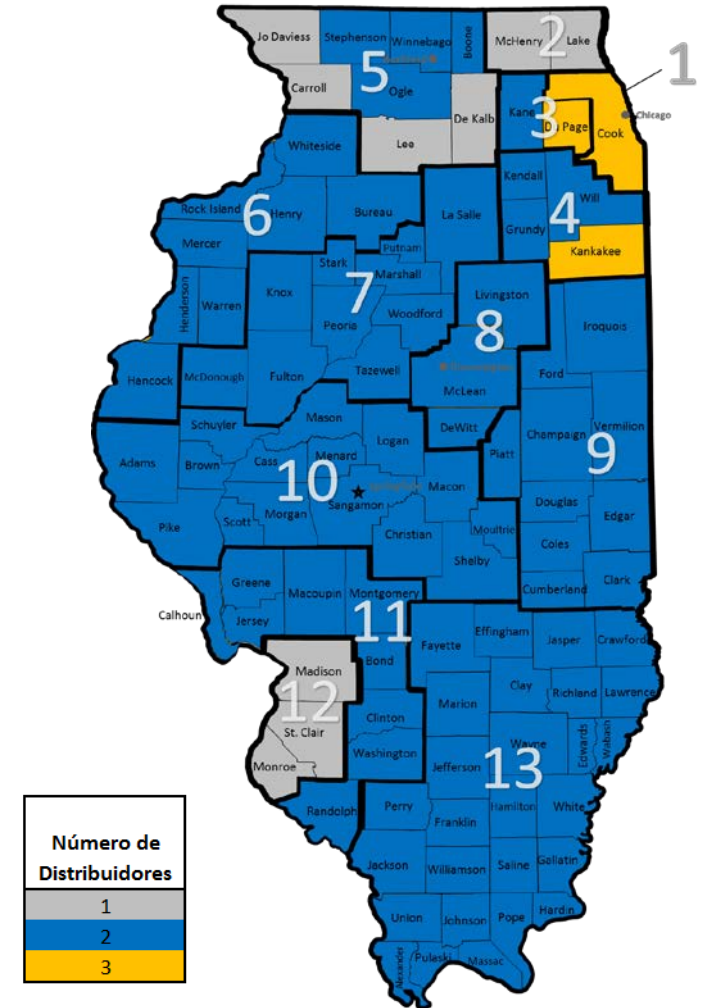 Jo Daviess
Stephenson
Winnebago
Boone
McHenry
2
Lake
1
5
Carroll
Ogle
De Kalb
Kane
3
Du Page
Cook
Chicago
Lee
Whiteside
Kendall
Will
4
Rock Island
6
Henry
Bureau
La Salle
Grundy
Mercer
Putnam
Kankakee
Stark
Marshall
7
Henderson
Warren
Knox
Peoria
Woodford
Livingston
8
Iroquois
Hancock
McDonough
Fulton
Tazewell
McLean
Ford
Schuyler
Mason
Logan
DeWitt
Piatt
Champaign
Vermilion
9
Adams
Brown
Cass
Menard
10
Macon
Sangamon
Pike
Scott
Morgan
Christian
Moultrie
Shelby
Douglas
Edgar
Coles
Cumberland
Clark
Greene
Macoupin
Montgomery
Calhoun
Jersey
11
Fayette
Effingham
Jasper
Crawford
Bond
Madison
12
Clay
Richland
Lawrence
Marion
Clinton
St. Clair
Wayne
Edwards
Wabash
Washington
Jefferson
13
Monroe
Randolph
Perry
Hamilton
White
Franklin
Jackson
Williamson
Saline
Gallatin
Union
Johnson
Pope
Hardin
Alexander
Pulaski
Massac
Número de
Distribuidores
1
2
3